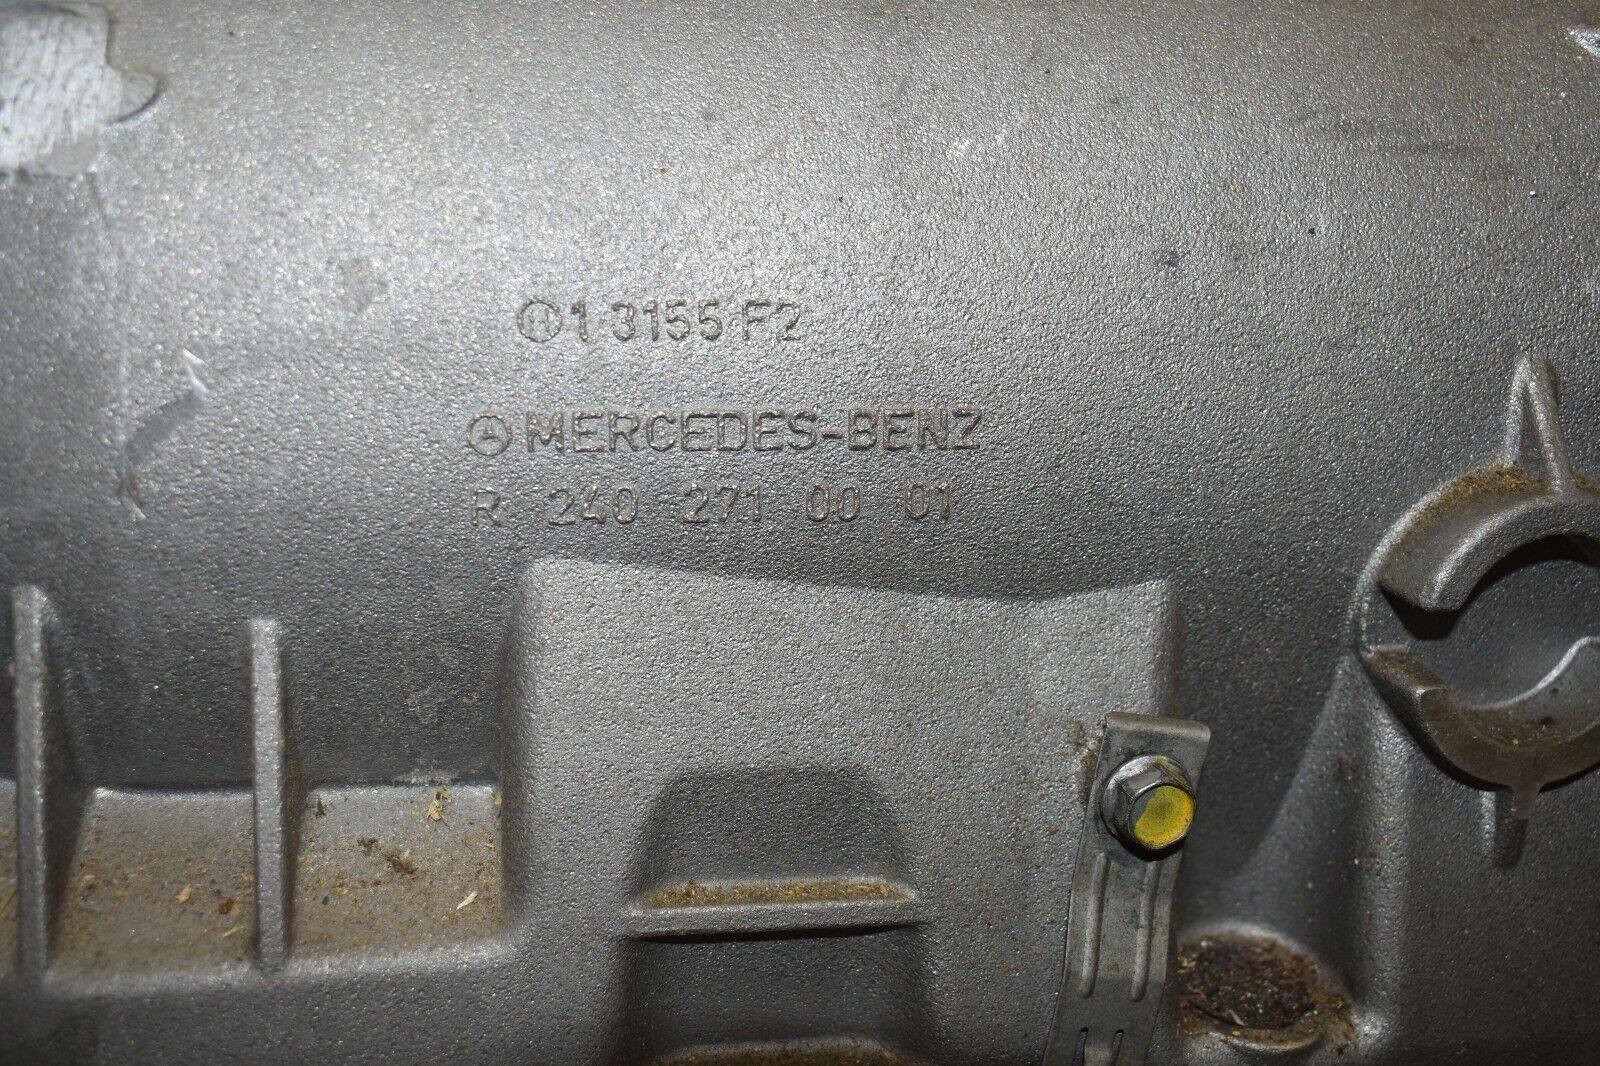 H 1 3155 F2
MERCEDES-BENZ
R 240 271 00 01